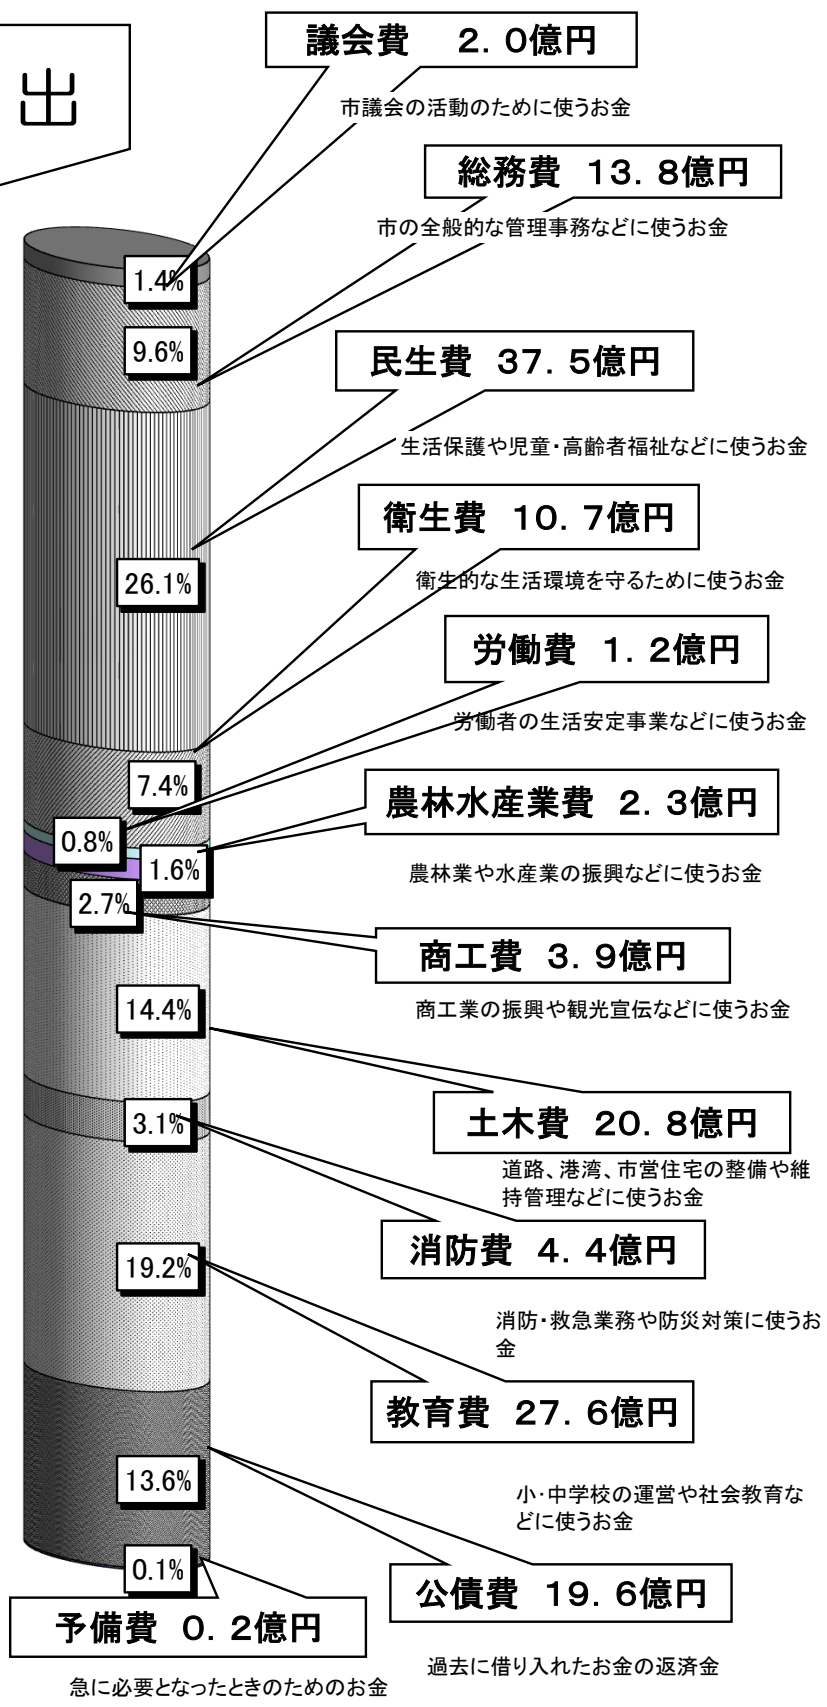 出
議会費　２．０億円
市議会の活動のために使うお金
総務費　１３．８億円
市の全般的な管理事務などに使うお金
1.4%
9.6%
民生費　３７．５億円
生活保護や児童・高齢者福祉などに使うお金
衛生費　１０．７億円
26.1%
衛生的な生活環境を守るために使うお金
労働費　１．２億円
労働者の生活安定事業などに使うお金
7.4%
農林水産業費　２．３億円
0.8%
1.6%
農林業や水産業の振興などに使うお金
2.7%
商工費　３．９億円
14.4%
商工業の振興や観光宣伝などに使うお金
土木費　２０．８億円
3.1%
道路、港湾、市営住宅の整備や維
持管理などに使うお金
消防費　４．４億円
19.2%
消防・救急業務や防災対策に使うお
金
教育費　２７．６億円
13.6%
小・中学校の運営や社会教育な
どに使うお金
0.1%
公債費　１９．６億円
予備費　０．２億円
過去に借り入れたお金の返済金
急に必要となったときのためのお金